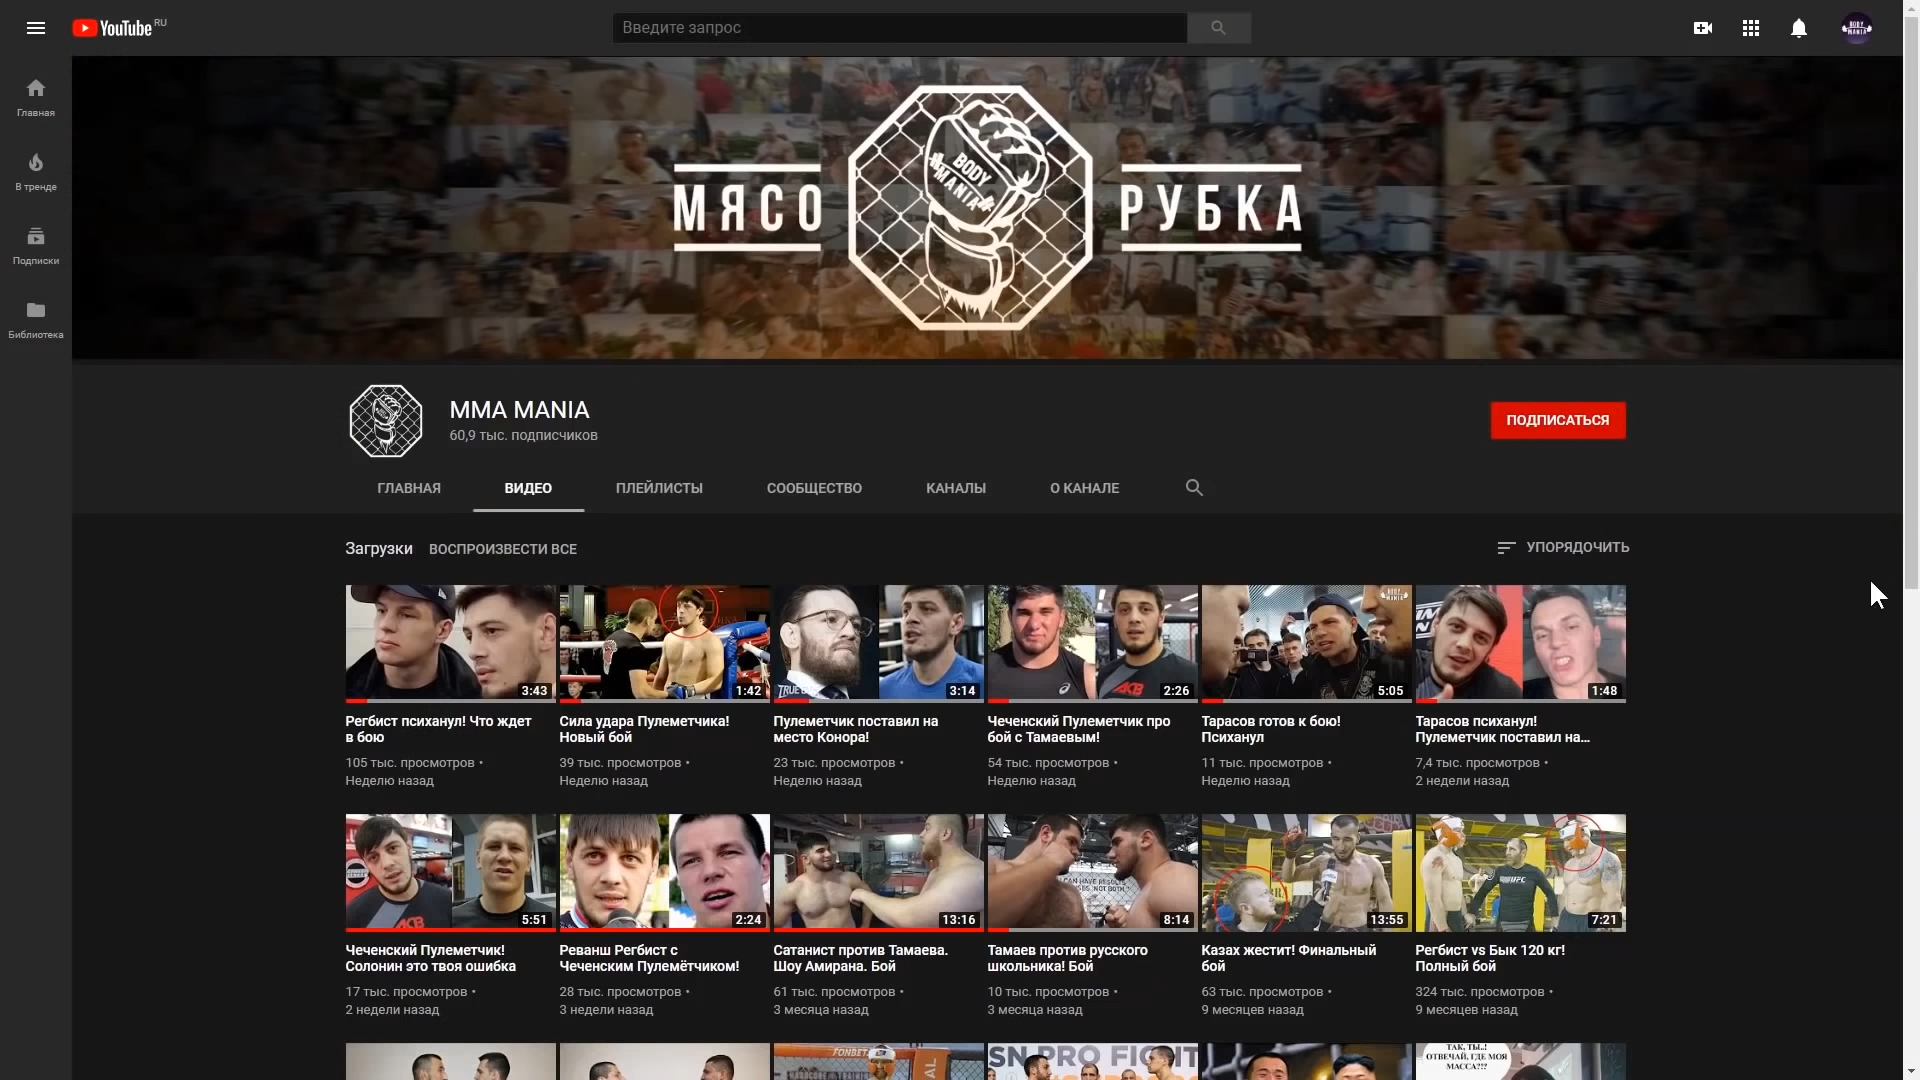 YouTube RU
Введите запрос
Главная
В тренде
Подписки
Библиотека
МЯСО
BODY
MANIA
РУБКА
MMA MANIA
60,9 тыс. подписчиков
ПОДПИСАТЬСЯ
ГЛАВНАЯ ВИДЕО ПЛЕЙЛИСТЫ СООБЩЕСТВО КАНАЛЫ О КАНАЛЕ
Загрузки ВОСПРОИЗВЕСТИ ВСЕ
УПОРЯДОЧИТЬ
3:43
Регбист психанул! Что ждет
в бою
105 тыс. просмотров •
Неделю назад
1:42
Сила удара Пулеметчика!
Новый бой
39 тыс. просмотров •
Неделю назад
3:14
Пулеметчик поставил на
место Конора!
23 тыс. просмотров •
Неделю назад
2:26
Чеченский Пулеметчик про
бой с Тамаевым!
54 тыс. просмотров •
Неделю назад
5:05
Тарасов готов к бою!
Психанул
11 тыс. просмотров •
Неделю назад
1:48
Тарасов психанул!
Пулеметчик поставил на...
7,4 тыс. просмотров •
2 недели назад
5:51
Чеченский Пулеметчик!
Солонин это твоя ошибка
17 тыс. просмотров •
2 недели назад
2:24
Реванш Регбист с
Чеченским Пулемётчиком!
28 тыс. просмотров •
3 недели назад
13:16
Сатанист против Тамаева.
Шоу Амирана. Бой
61 тыс. просмотров •
3 месяца назад
8:14
Тамаев против русского
школьника! Бой
10 тыс. просмотров •
3 месяца назад
13:55
Казах жестит! Финальный
бой
63 тыс. просмотров •
9 месяцев назад
UFC
7:21
Регбист vs Бык 120 кг!
Полный бой
324 тыс. просмотров •
9 месяцев назад
FONBET
SN PRO FIGHT
ТАК, ТЫ..!
ОТВЕЧАЙ, ГДЕ МОЯ
МАССА???